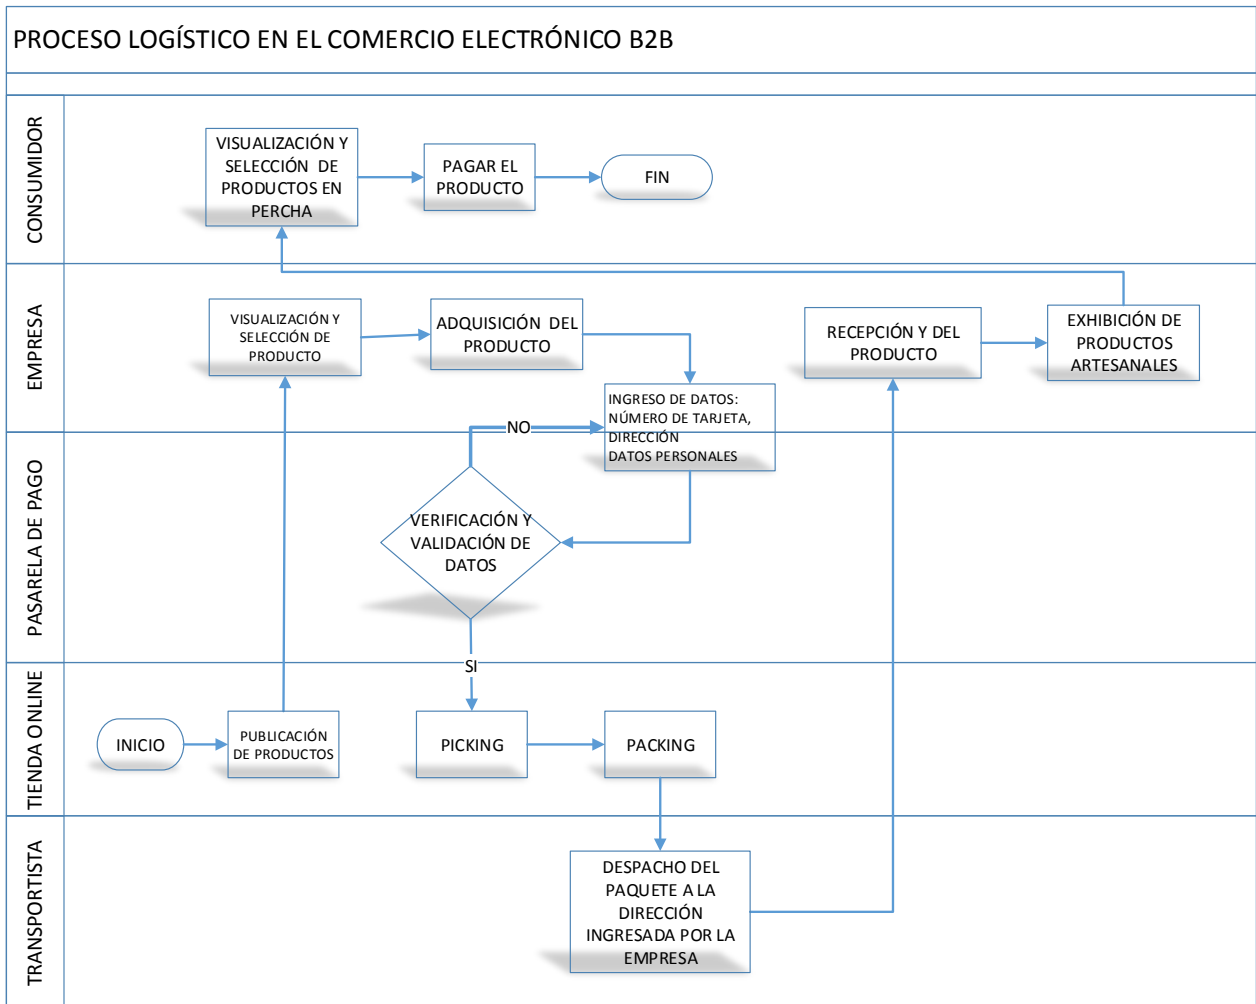 PROCESO LOGÍSTICO EN EL COMERCIO ELECTRÓNICO B2B
CONSUMIDOR
VISUALIZACIÓN Y
SELECCIÓN DE
PRODUCTOS EN
PERCHA
PAGAR EL
PRODUCTO
FIN
EMPRESA
VISUALIZACIÓN Y
SELECCIÓN DE
PRODUCTO
ADQUISICIÓN DEL
PRODUCTO
RECEPCIÓN Y DEL
PRODUCTO
EXHIBICIÓN DE
PRODUCTOS
ARTESANALES
INGRESO DE DATOS:
NÚMERO DE TARJETA,
DIRECCIÓN
DATOS PERSONALES
NO
PASARELA DE PAGO
VERIFICACIÓN Y
VALIDACIÓN DE
DATOS
SI
TIENDA ONLINE
INICIO
PUBLICACIÓN
DE PRODUCTOS
PICKING
PACKING
TRANSPORTISTA
DESPACHO DEL
PAQUETE A LA
DIRECCIÓN
INGRESADA POR LA
EMPRESA